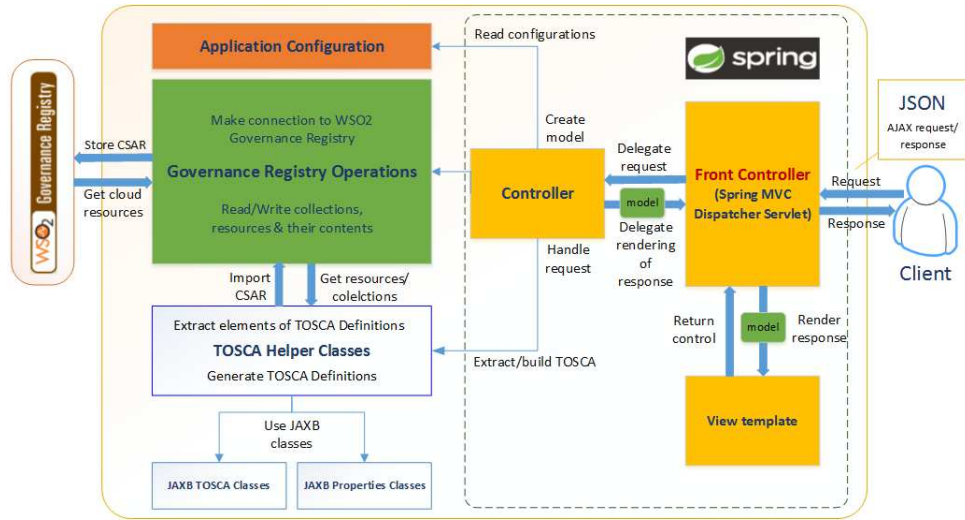 Application Configuration
Read configurations
spring
JSON
AJAX request/
response
WSO2 Governance Registry
Store CSAR
Get cloud
resources
Make connection to WSO2
Governance Registry
Governance Registry Operations
Read/Write collections,
resources & their contents
Create
model
Controller
Handle
request
Delegate
request
model
Delegate
rendering
of
response
Front Controller
(Spring MVC
Dispatcher Servlet)
Request
Response
Client
Import
CSAR
Get resources/
colelctions
Extract elements of TOSCA Definitions
TOSCA Helper Classes
Generate TOSCA Definitions
Extract/build TOSCA
Return
control
model
Render
response
View template
Use JAXB
classes
JAXB TOSCA Classes
JAXB Properties Classes